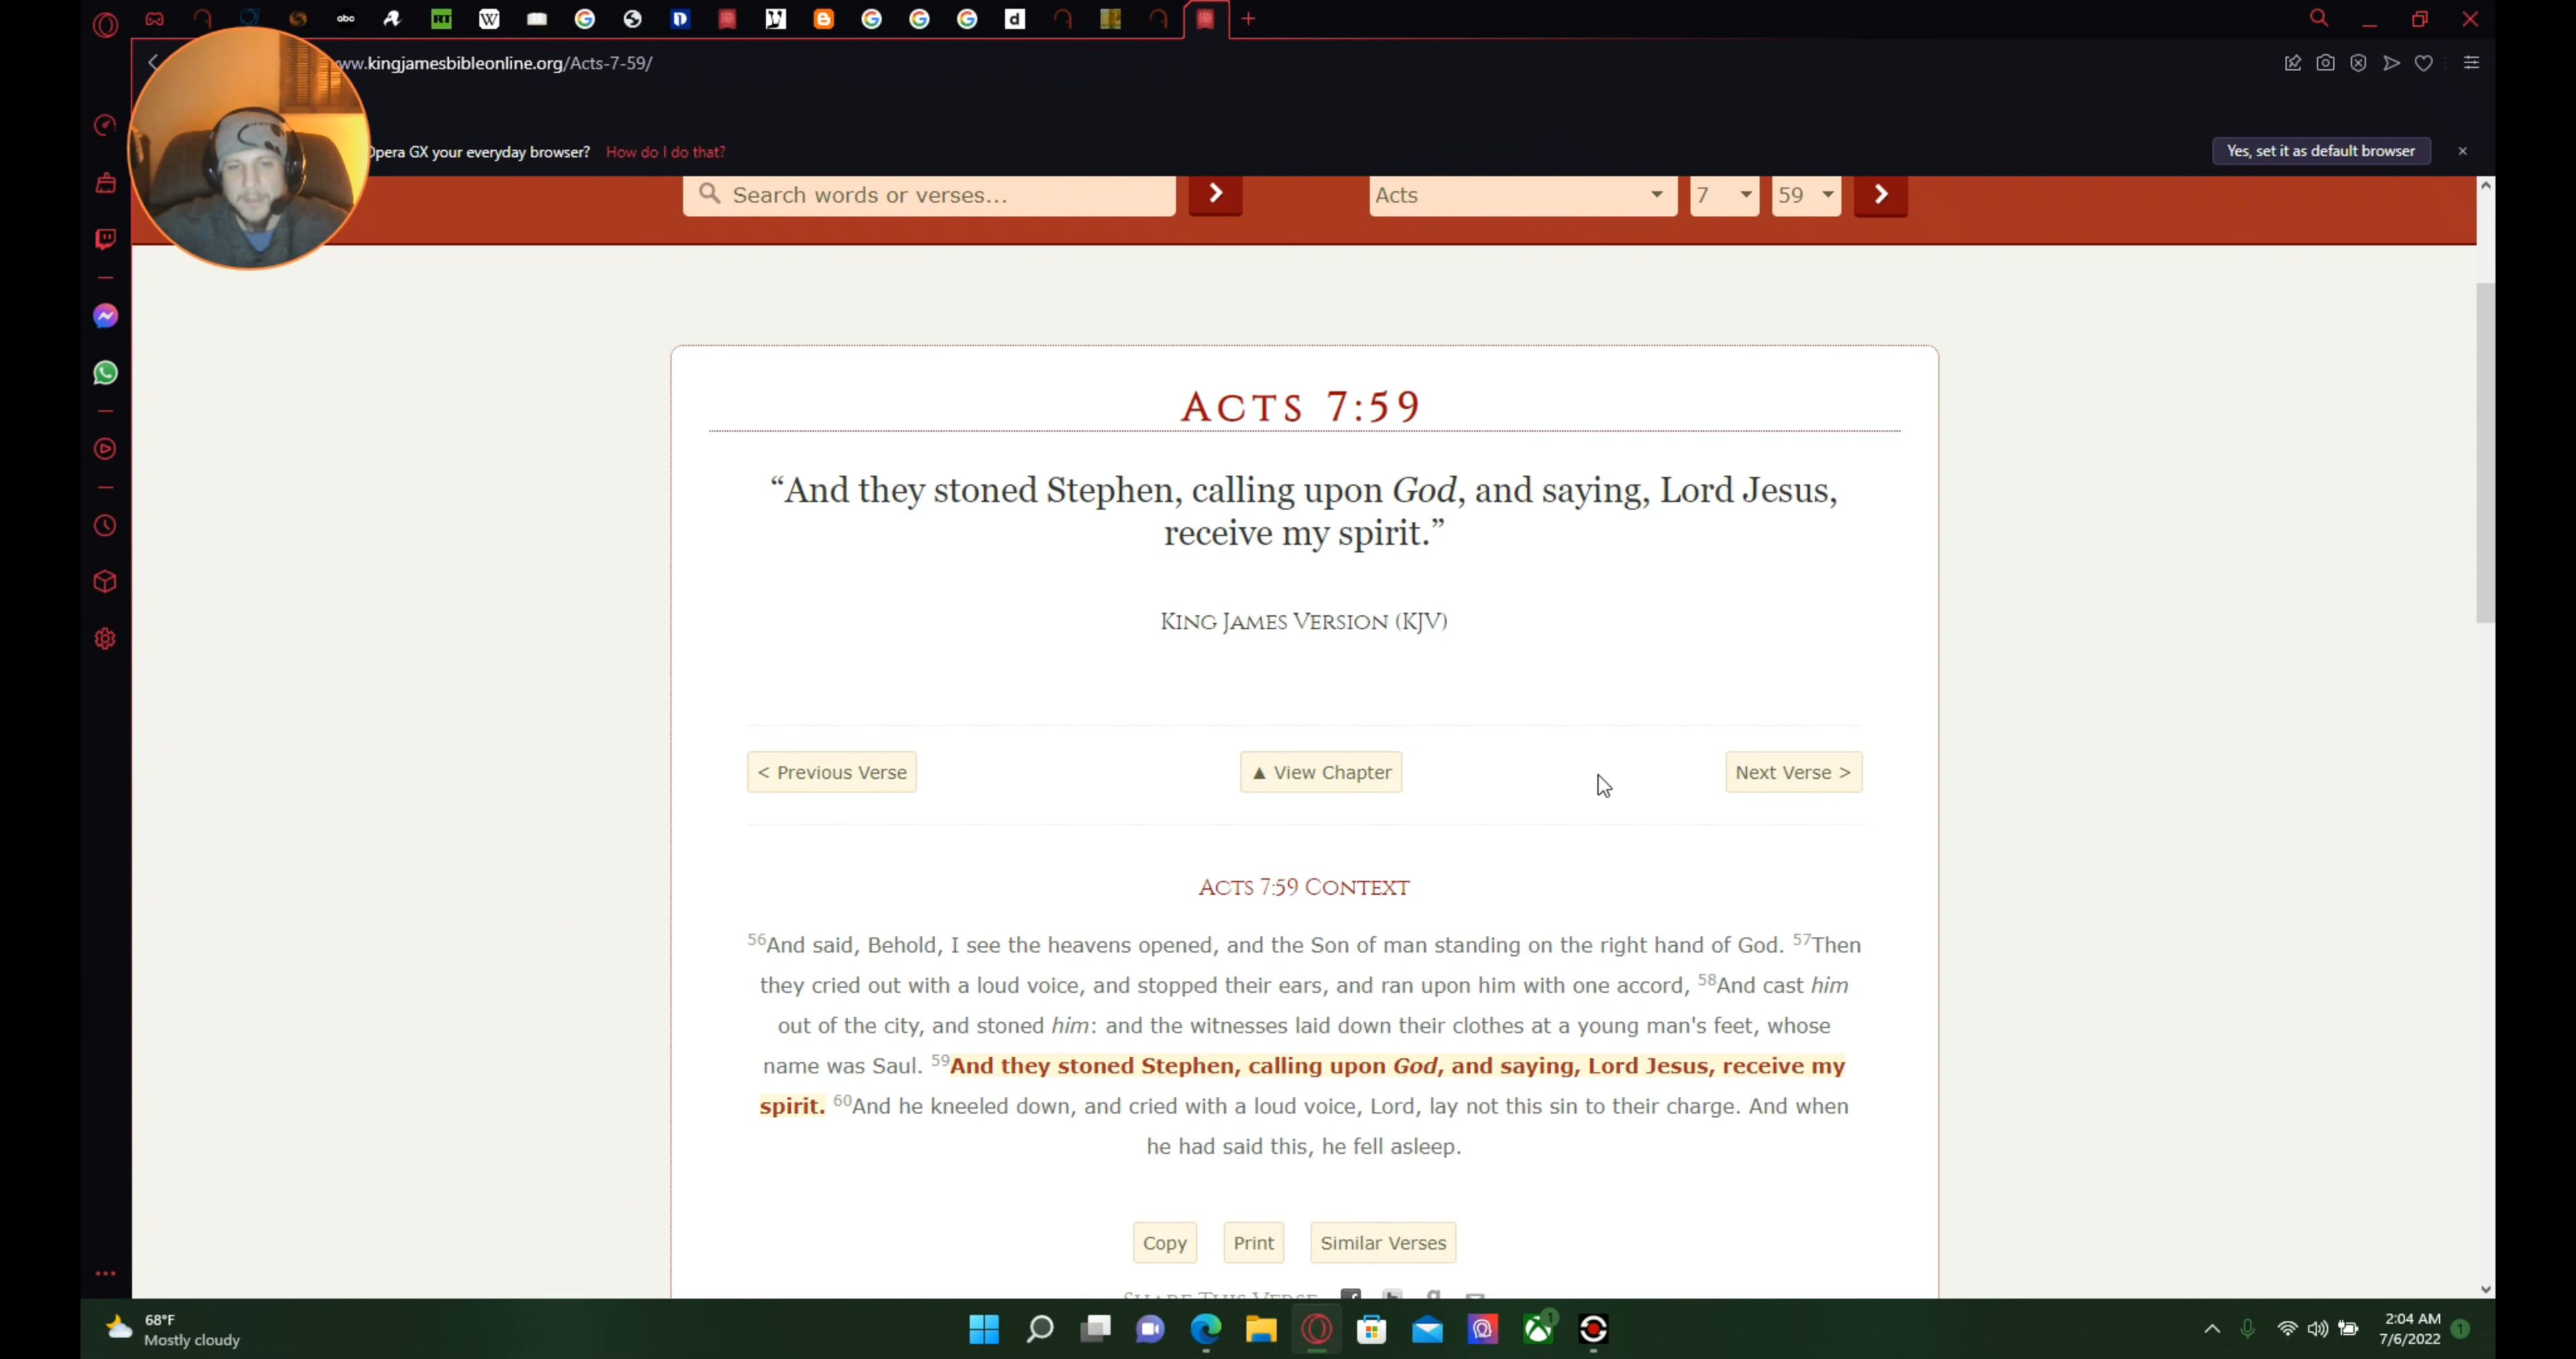 abc
RT
W
D
d
ww.kingjamesbibleonline.org/Acts-7-59/
Opera GX your everyday browser? How do I do that?
Yes, set it as default browser
Search words or verses...
Acts
7
59
ACTS 7:59
“And they stoned Stephen, calling upon God, and saying, Lord Jesus,
receive my spirit.”
KING JAMES VERSION (KJV)
< Previous Verse
▲ View Chapter
Next Verse >
ACTS 7:59 CONTEXT
56And said, Behold, I see the heavens opened, and the Son of man standing on the right hand of God. 57Then
they cried out with a loud voice, and stopped their ears, and ran upon him with one accord, 58And cast him
out of the city, and stoned him: and the witnesses laid down their clothes at a young man's feet, whose
name was Saul. 59And they stoned Stephen, calling upon God, and saying, Lord Jesus, receive my
spirit. 60And he kneeled down, and cried with a loud voice, Lord, lay not this sin to their charge. And when
he had said this, he fell asleep.
Copy
Print
Similar Verses
SHARE THIS VERSE
68°F
Mostly cloudy
1
2:04 AM
7/6/2022
1